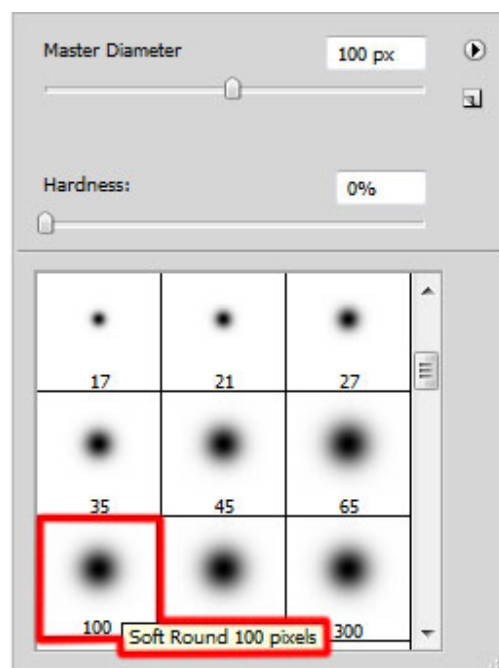 Master Diameter 100 px
Hardness: 0%
17 21 27
35 45 65
100 300
Soft Round 100 pixels